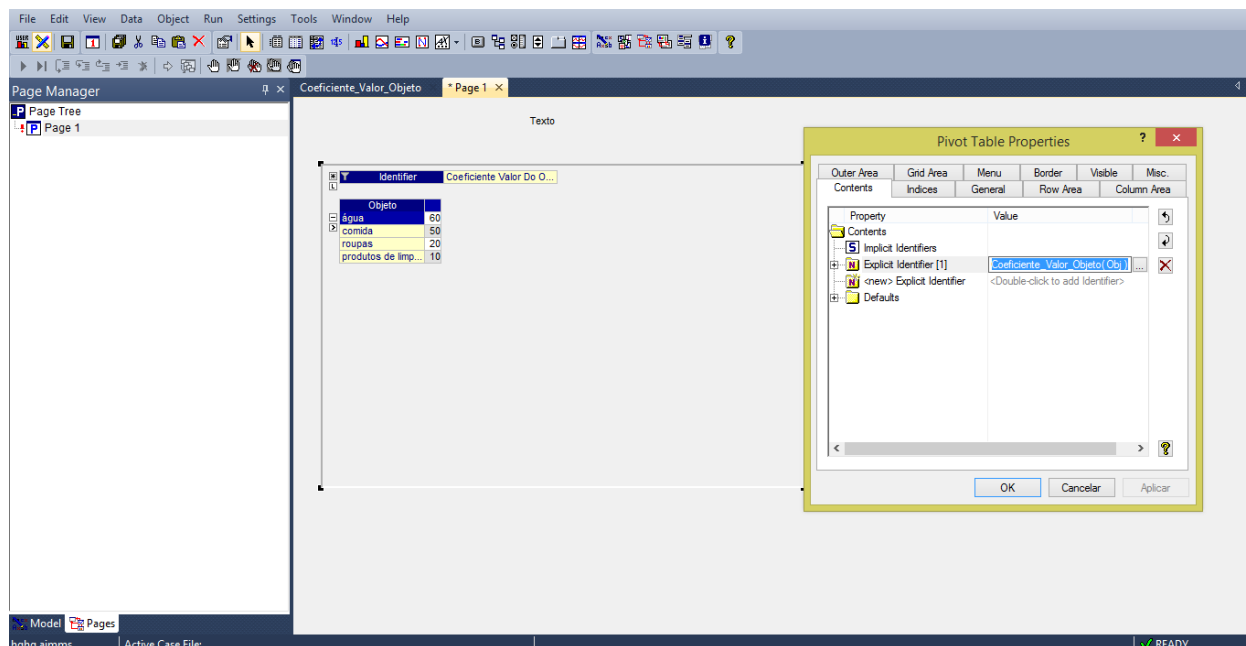 File Edit View Data Object Run Settings Tools Window Help
Page Manager
Coeficiente_Valor_Objeto
* Page 1
Page Tree
Page 1
Texto
Identifier Coeficiente Valor Do O...
Objeto
água 60
comida 50
roupas 20
produtos de limp... 10
Pivot Table Properties
Outer Area Grid Area Menu Border Visible Misc.
Contents Indices General Row Area Column Area
Property Value
Contents
Implicit Identifiers
Explicit Identifier [1] Coeficiente_Valor_Objeto( Obj ) ...
<new> Explicit Identifier <Double-click to add Identifier>
Defaults
OK Cancelar Aplicar
Model Pages
hghg.aimms Active Case File: READY